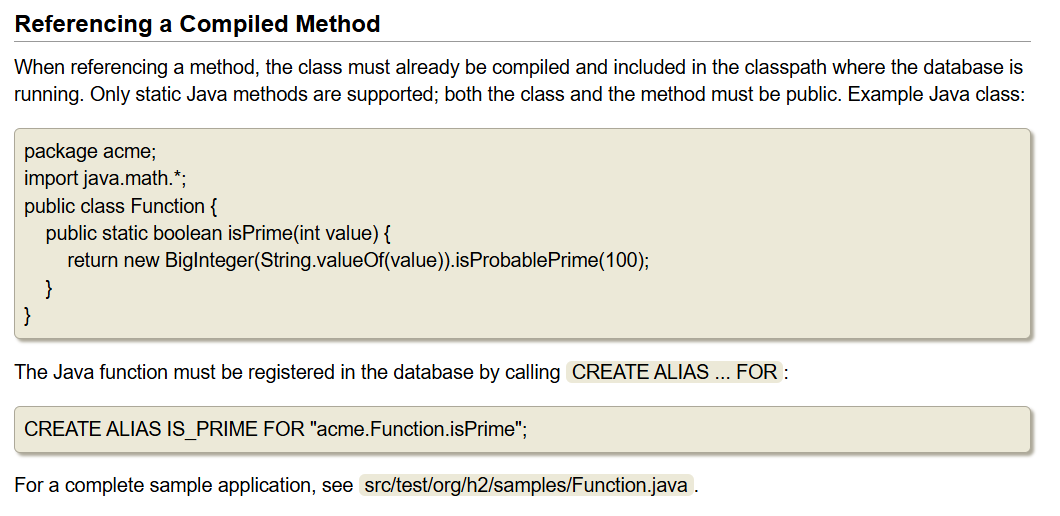 Referencing a Compiled Method
When referencing a method, the class must already be compiled and included in the classpath where the database is
running. Only static Java methods are supported; both the class and the method must be public. Example Java class:
package acme;
import java.math.*;
public class Function {
    public static boolean isPrime(int value) {
        return new BigInteger(String.valueOf(value)).isProbablePrime(100);
    }
}
The Java function must be registered in the database by calling CREATE ALIAS ... FOR :
CREATE ALIAS IS_PRIME FOR "acme.Function.isPrime";
For a complete sample application, see src/test/org/h2/samples/Function.java .